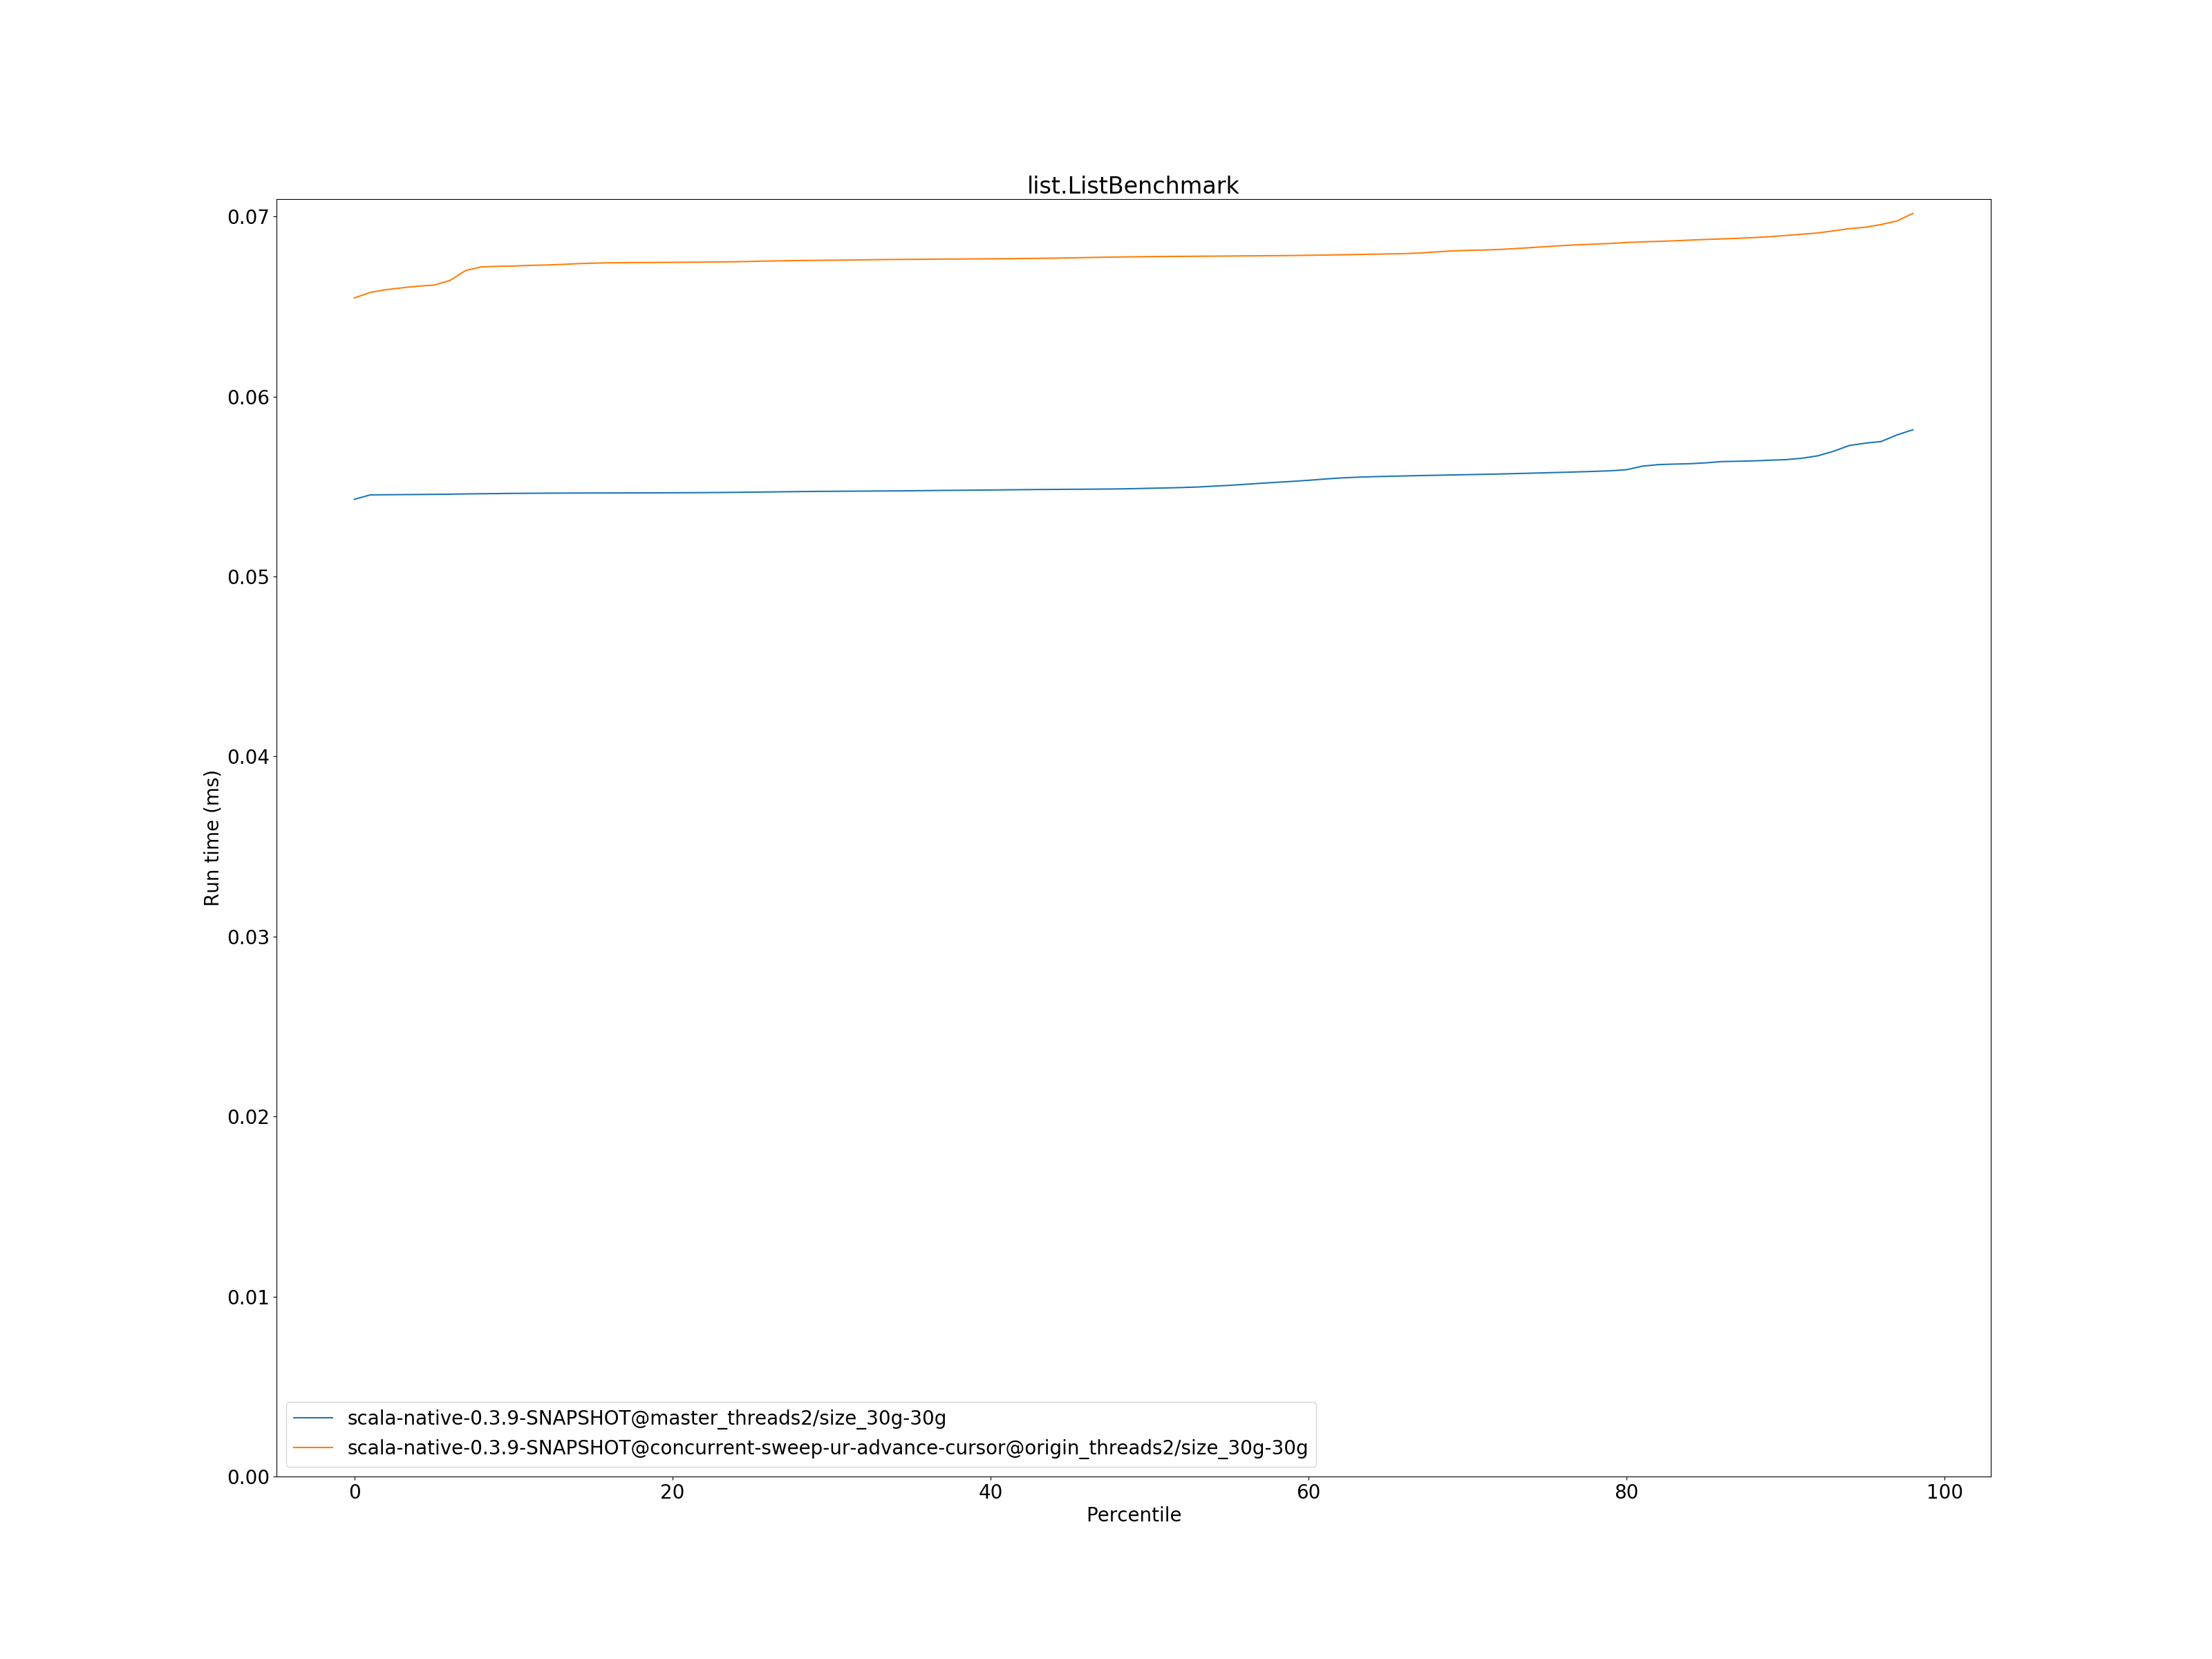 list.ListBenchmark
0.07
0.06
0.05
0.04
0.03
0.02
0.01
0.00
Run time (ms)
scala-native-0.3.9-SNAPSHOT@master_threads2/size_30g-30g
scala-native-0.3.9-SNAPSHOT@concurrent-sweep-ur-advance-cursor@origin_threads2/size_30g-30g
0 20 40 60 80 100
Percentile